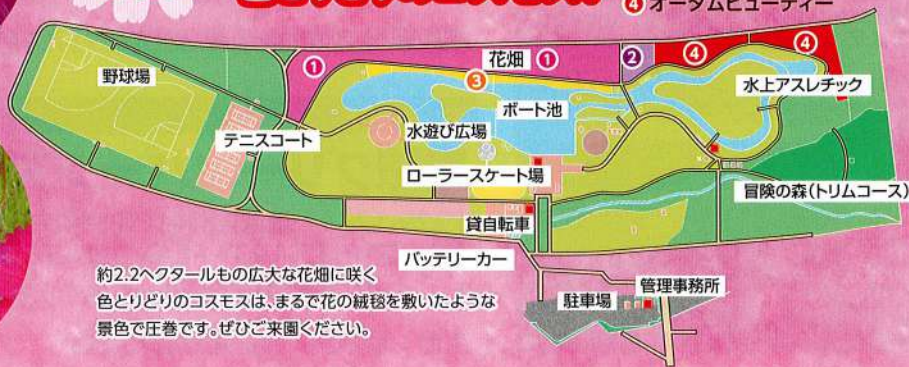 ④ オータムビューティー
① 花畑 ① ② ④ ④
野球場
③
水上アスレチック
ボート池
テニスコート
水遊び広場
ローラースケート場
冒険の森(トリムコース)
貸自転車
バッテリーカー
約2.2ヘクタールもの広大な花畑に咲く
色とりどりのコスモスは、まるで花の絨毯を敷いたような
景色で圧巻です。ぜひご来園ください。
駐車場
管理事務所